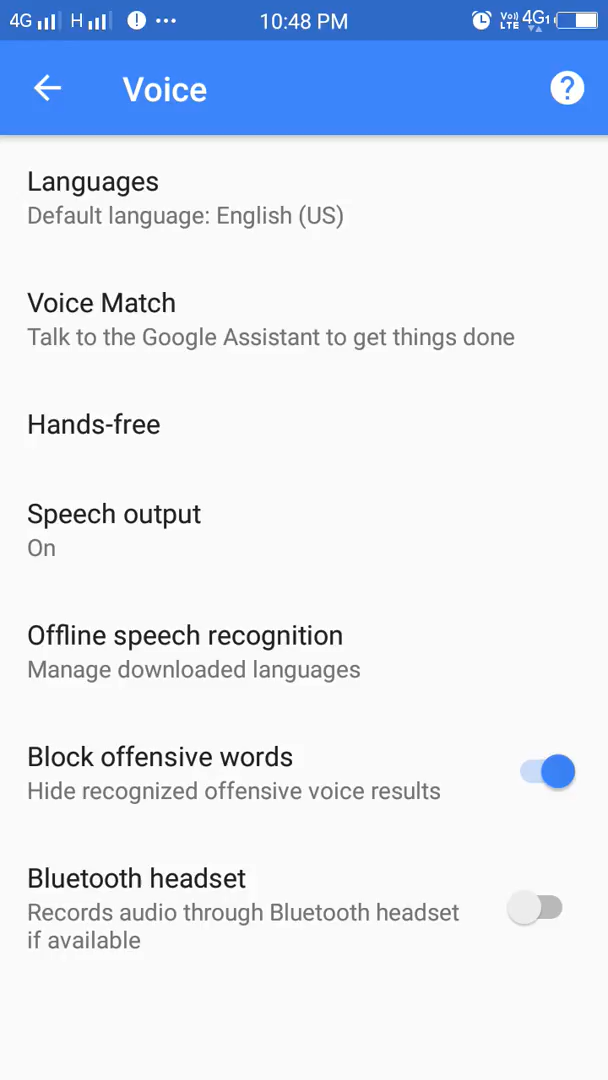 4G H 10:48 PM VoI) LTE 4G1
Voice
Languages
Default language: English (US)
Voice Match
Talk to the Google Assistant to get things done
Hands-free
Speech output
On
Offline speech recognition
Manage downloaded languages
Block offensive words
Hide recognized offensive voice results
Bluetooth headset
Records audio through Bluetooth headset
if available